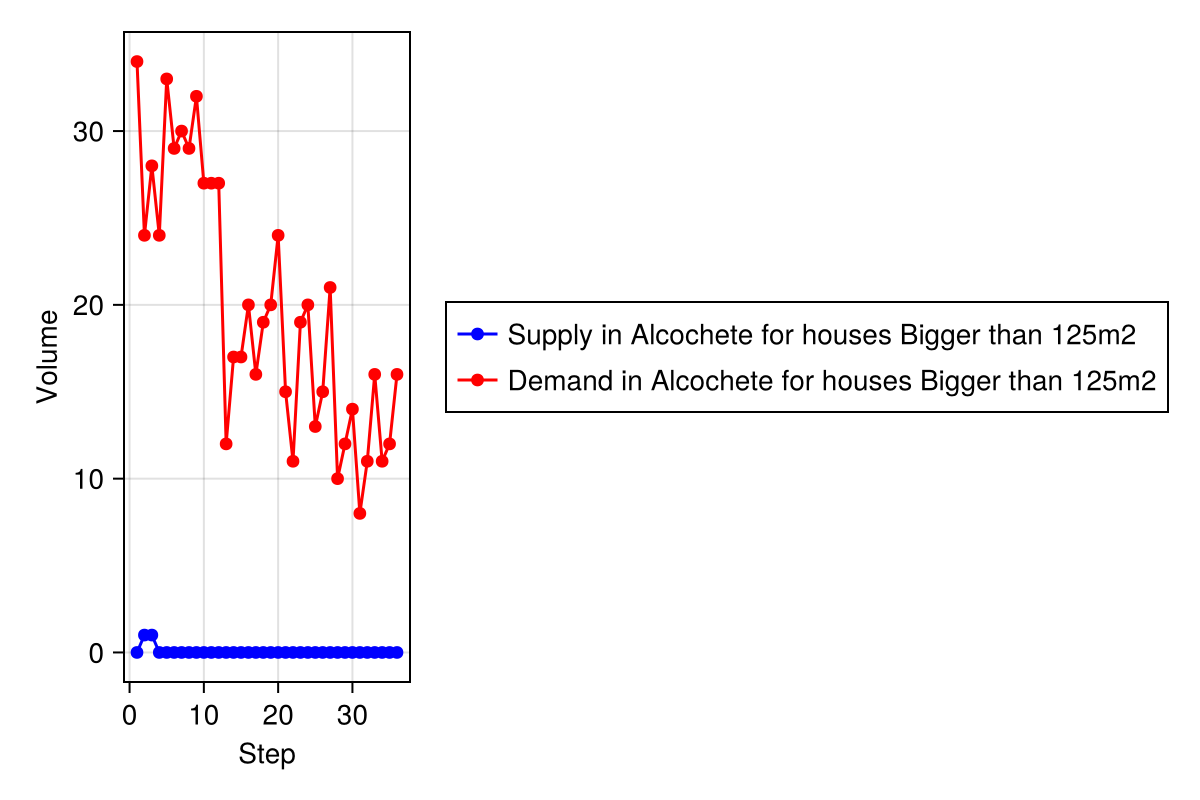 30
20
10
0
Volume
0 10 20 30
Step
Supply in Alcochete for houses Bigger than 125m2
Demand in Alcochete for houses Bigger than 125m2